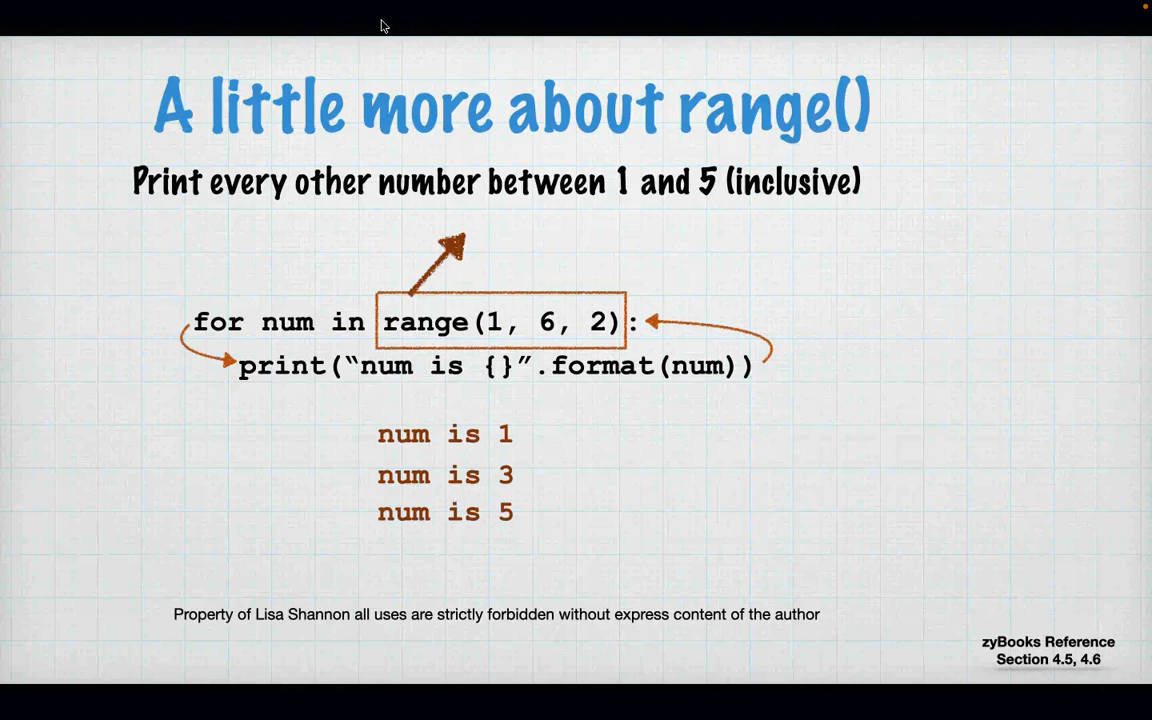 A little more about range()
Print every other number between 1 and 5 (inclusive)
for num in range(1, 6, 2):
print(“num is {}”.format(num))
num is 1
num is 3
num is 5
Property of Lisa Shannon all uses are strictly forbidden without express content of the author
zyBooks Reference
Section 4.5, 4.6